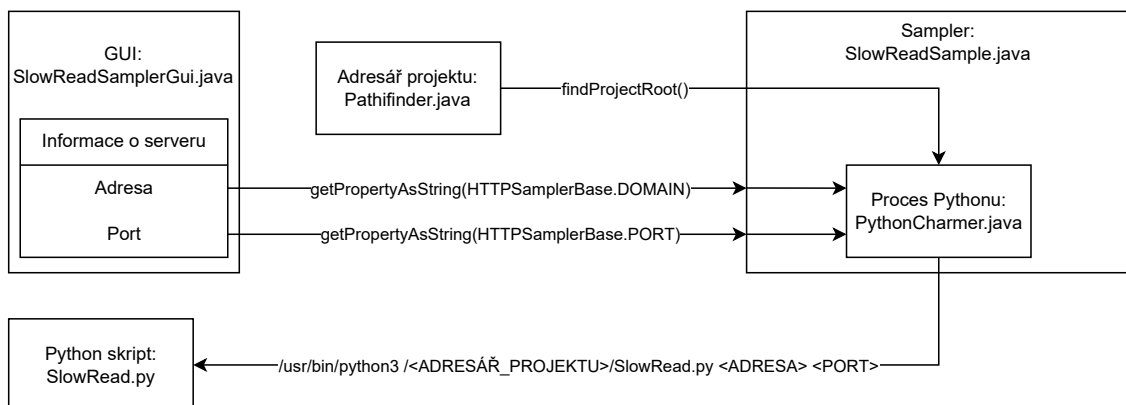 GUI:
SlowReadSamplerGui.java
Informace o serveru
Adresa
Port
Adresář projektu:
Pathifinder.java
findProjectRoot()
getPropertyAsString(HTTPSamplerBase.DOMAIN)
getPropertyAsString(HTTPSamplerBase.PORT)
Sampler:
SlowReadSample.java
Proces Pythonu:
PythonCharmer.java
Python skript:
SlowRead.py
/usr/bin/python3 /<ADRESÁŘ_PROJEKTU>/SlowRead.py <ADRESA> <PORT>